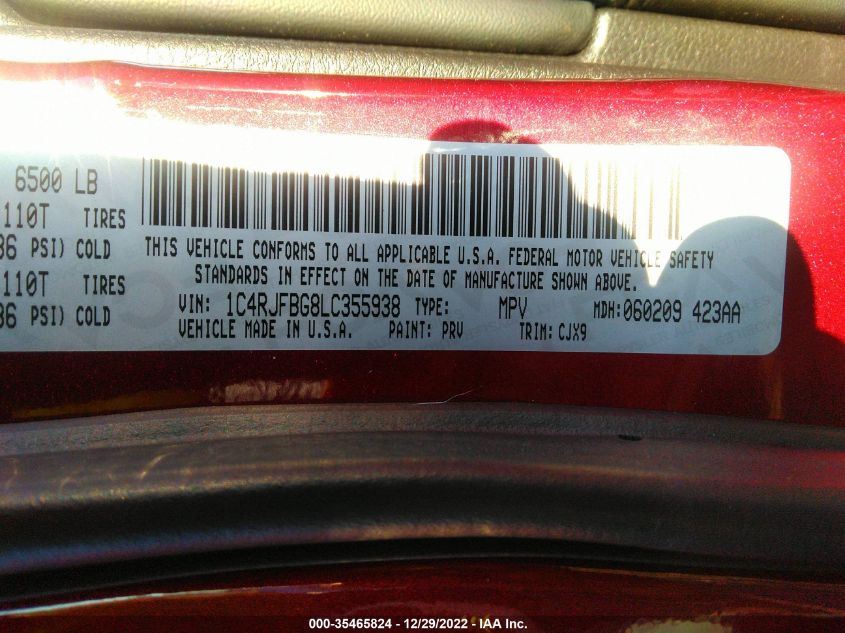 6500 LB
110T TIRES
36 PSI) COLD
110T TIRES
36 PSI) COLD
THIS VEHICLE CONFORMS TO ALL APPLICABLE U.S.A. FEDERAL MOTOR VEHICLE SAFETY
STANDARDS IN EFFECT ON THE DATE OF MANUFACTURE SHOWN ABOVE.
VIN: 1C4RJFBG8LC355938 TYPE: MPV MDH:060209 423AA
VEHICLE MADE IN U.S.A. PAINT: PRV TRIM: CJX9
000-35465824 - 12/29/2022 - IAA Inc.